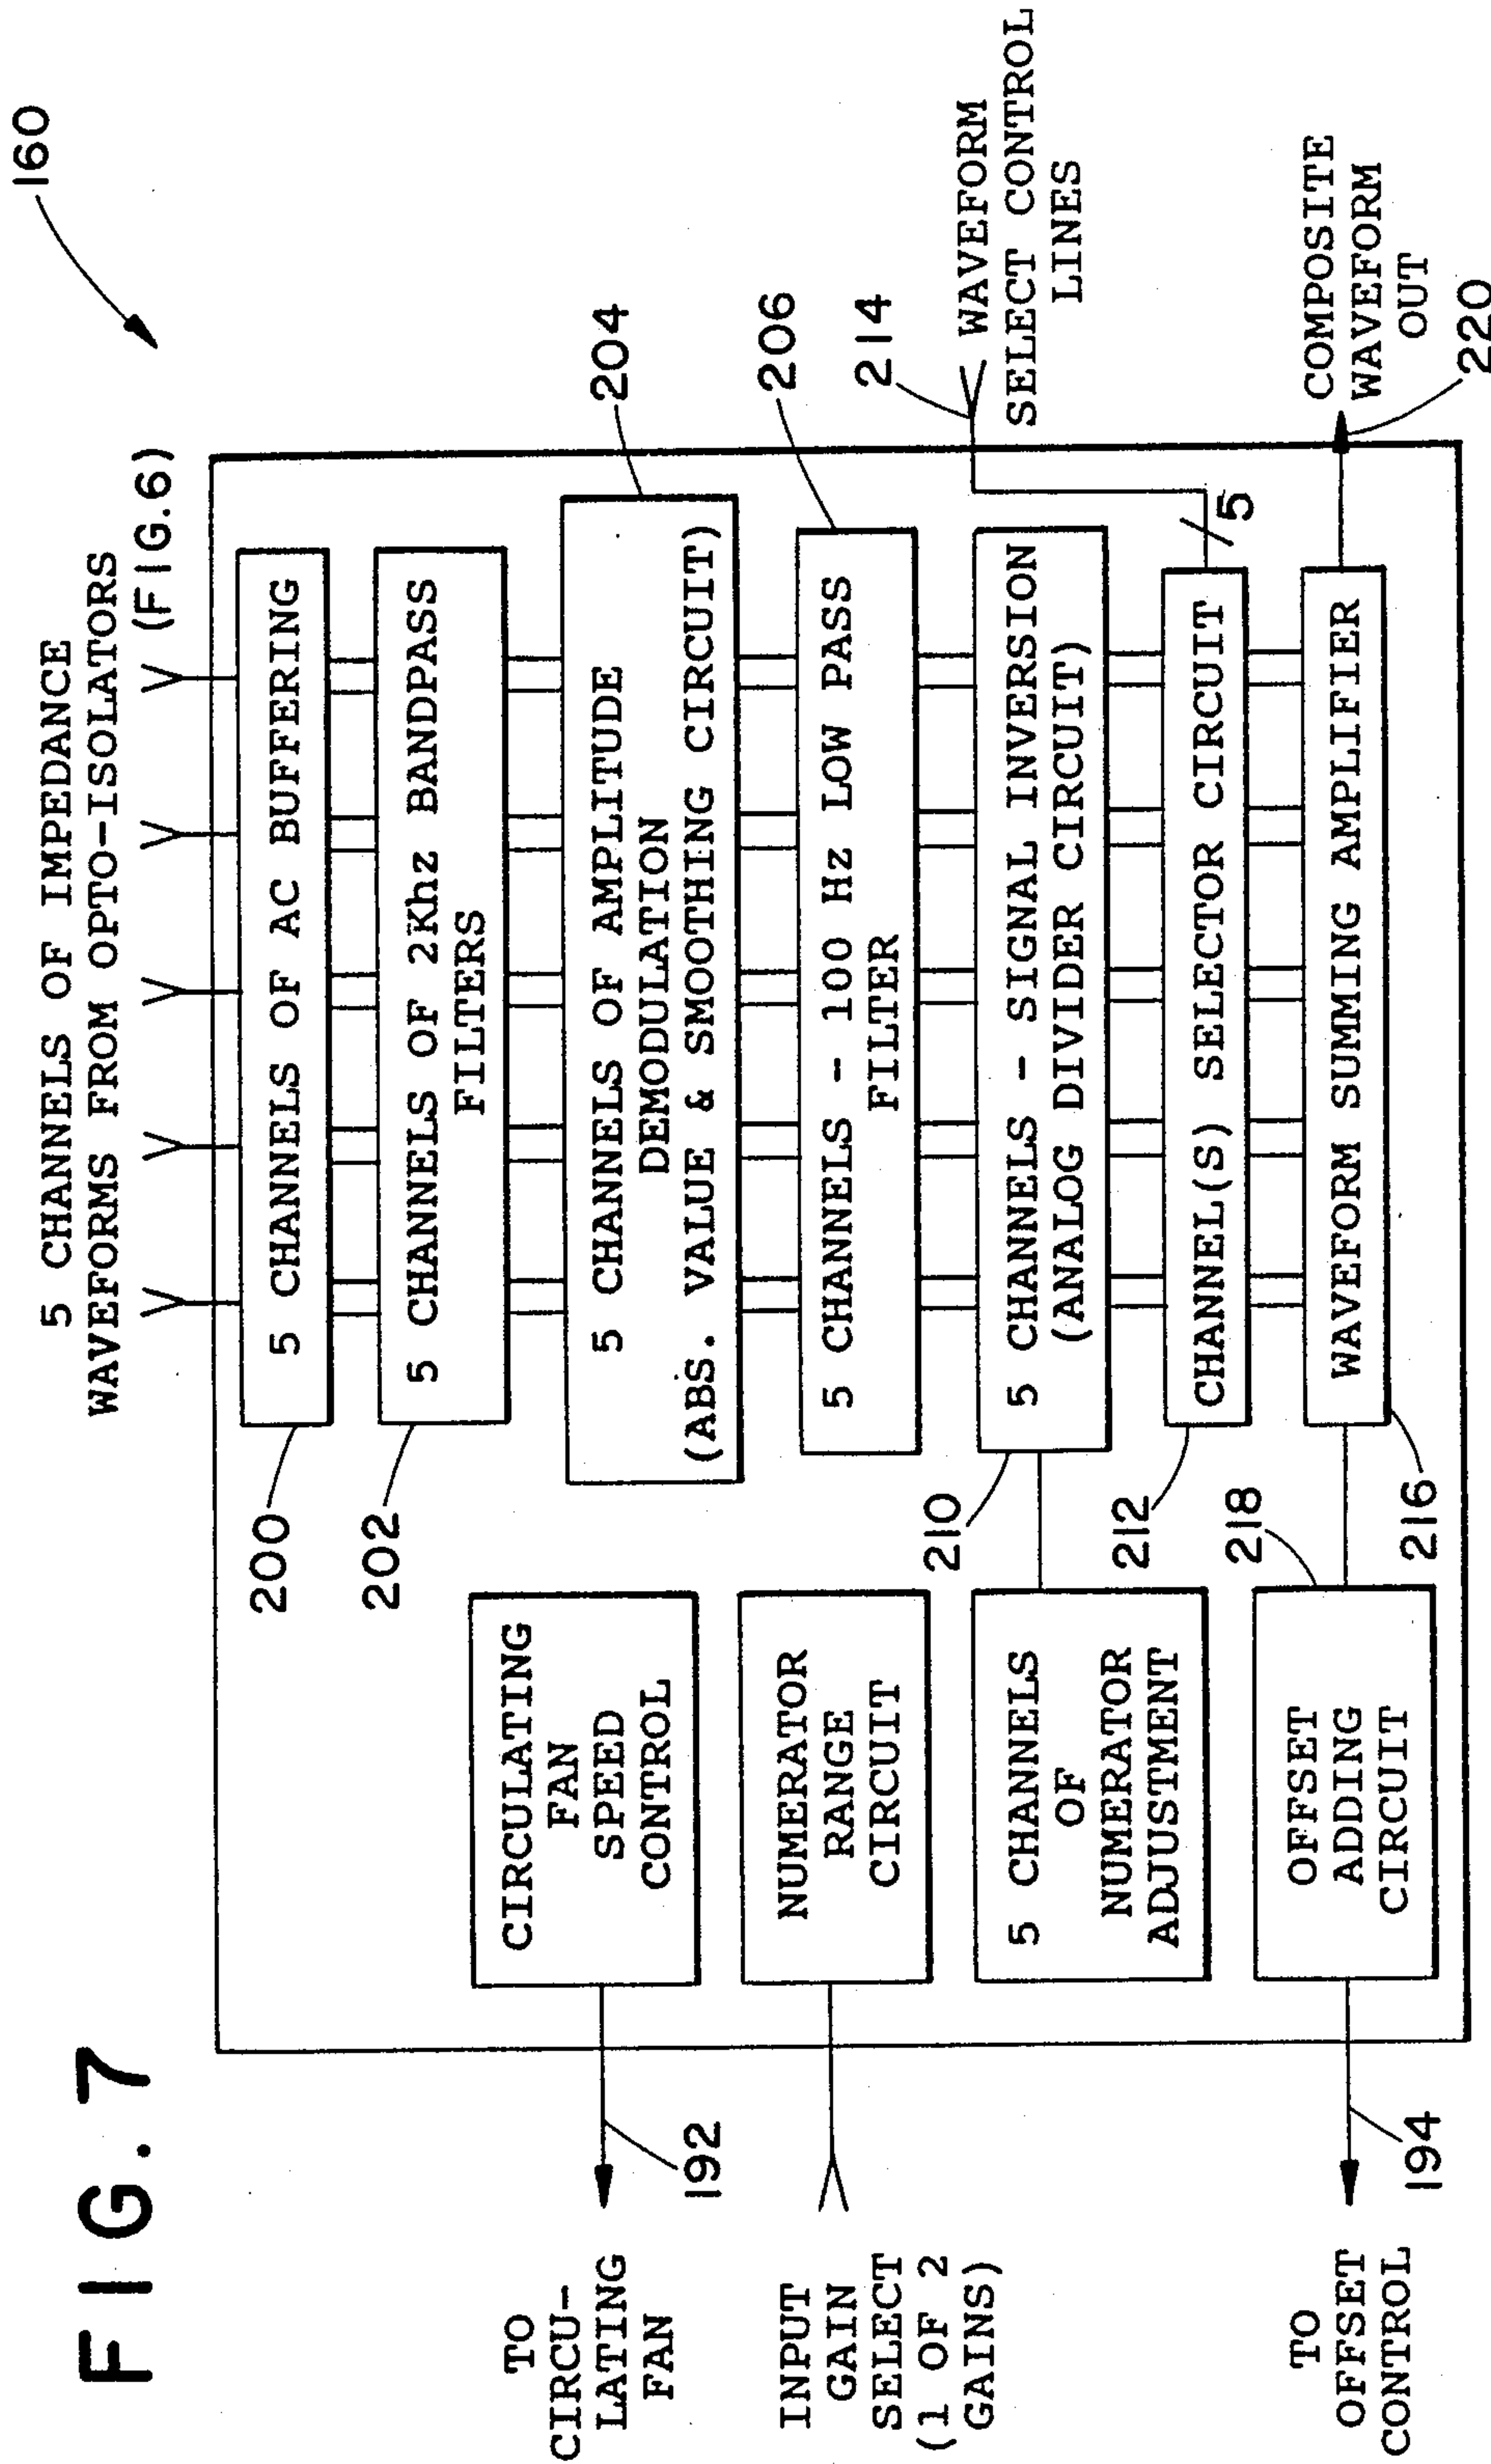 FIG. 7
160
5 CHANNELS OF IMPEDANCE
WAVEFORMS FROM OPTO-ISOLATORS
(FIG.6)
200
5 CHANNELS OF AC BUFFERING
202
5 CHANNELS OF 2Khz BANDPASS
FILTERS
204
5 CHANNELS OF AMPLITUDE
DEMODULATION
(ABS. VALUE & SMOOTHING CIRCUIT)
206
5 CHANNELS - 100 Hz LOW PASS
FILTER
210
5 CHANNELS - SIGNAL INVERSION
(ANALOG DIVIDER CIRCUIT)
214
WAVEFORM
SELECT CONTROL
LINES
5
212
CHANNEL(S) SELECTOR CIRCUIT
216
WAVEFORM SUMMING AMPLIFIER
COMPOSITE
WAVEFORM
OUT
220
TO
CIRCU-
LATING
FAN
192
CIRCULATING
FAN
SPEED
CONTROL
INPUT
GAIN
SELECT
(1 OF 2
GAINS)
NUMERATOR
RANGE
CIRCUIT
5 CHANNELS
OF
NUMERATOR
ADJUSTMENT
218
OFFSET
ADDING
CIRCUIT
194
TO
OFFSET
CONTROL